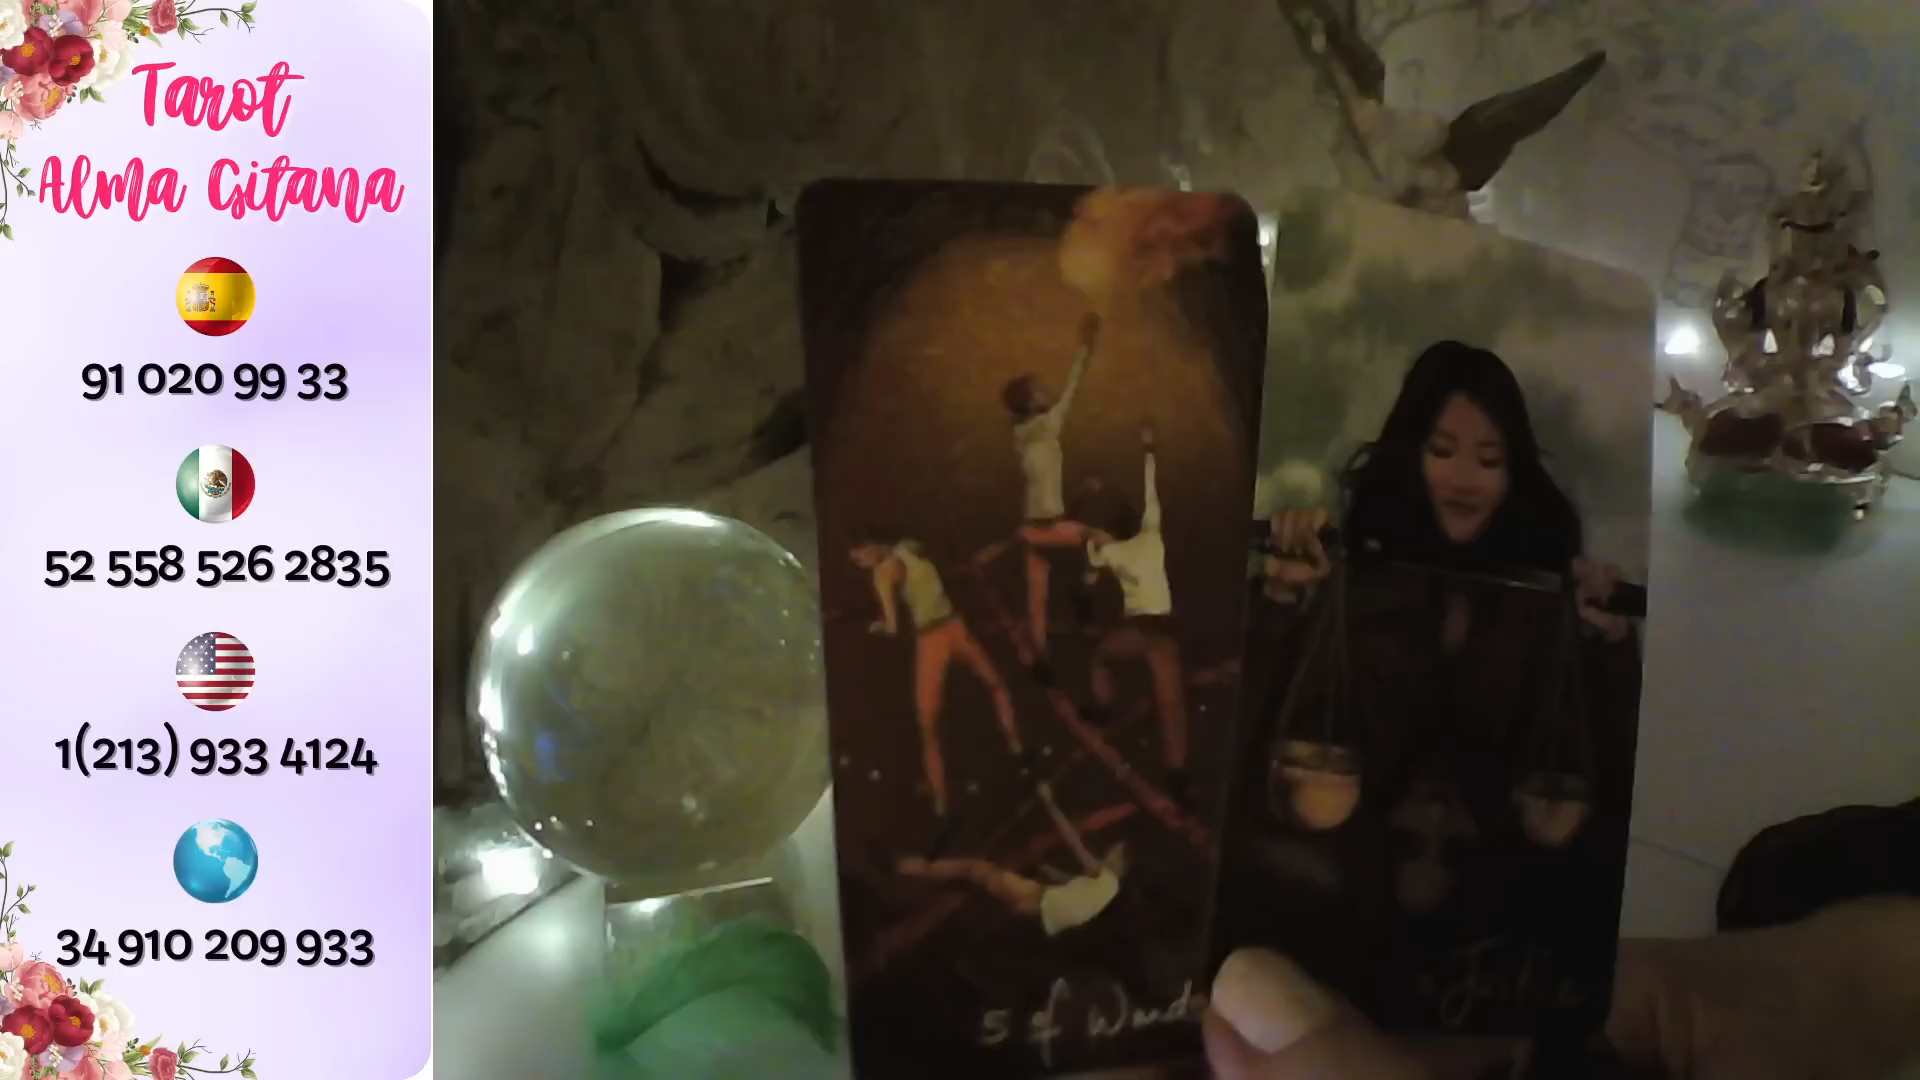 Tarot
Alma Gitana
91 020 99 33
52 558 526 2835
1(213) 933 4124
34 910 209 933
5 of Wands
Justice